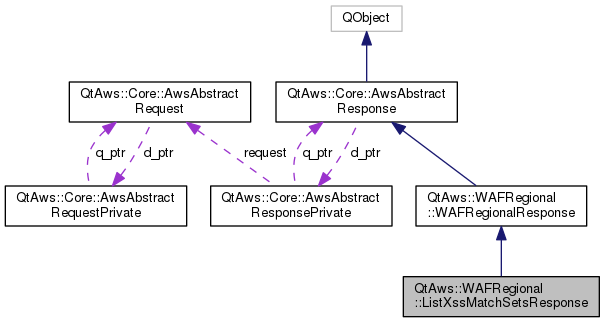 QObject
QtAws::Core::AwsAbstract
Request
QtAws::Core::AwsAbstract
Response
q_ptr
d_ptr
request
q_ptr
d_ptr
QtAws::Core::AwsAbstract
RequestPrivate
QtAws::Core::AwsAbstract
ResponsePrivate
QtAws::WAFRegional
::WAFRegionalResponse
QtAws::WAFRegional
::ListXssMatchSetsResponse